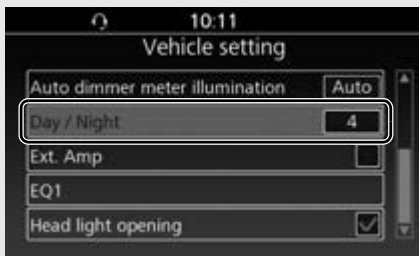 10:11
Vehicle setting
Auto dimmer meter illumination Auto
Day / Night 4
Ext. Amp
EQ1
Head light opening